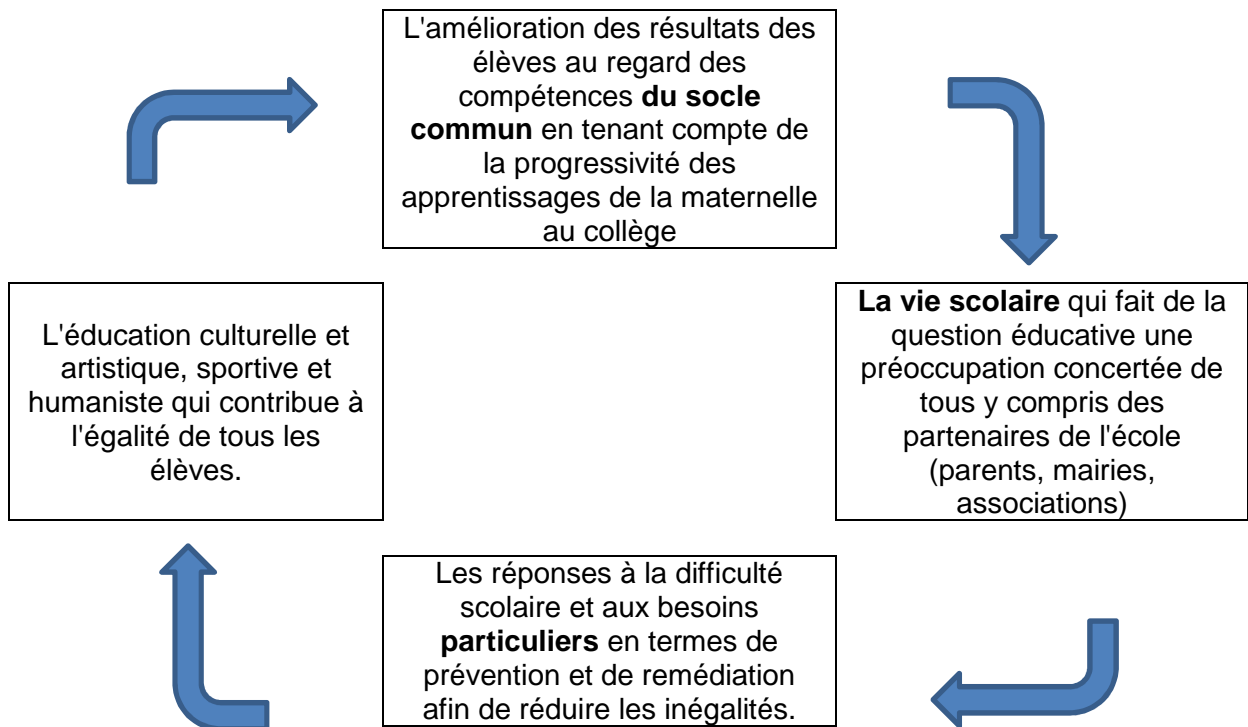 L'amélioration des résultats des
élèves au regard des
compétences du socle
commun en tenant compte de
la progressivité des
apprentissages de la maternelle
au collège
L'éducation culturelle et
artistique, sportive et
humaniste qui contribue à
l'égalité de tous les
élèves.
La vie scolaire qui fait de la
question éducative une
préoccupation concertée de
tous y compris des
partenaires de l'école
(parents, mairies,
associations)
Les réponses à la difficulté
scolaire et aux besoins
particuliers en termes de
prévention et de remédiation
afin de réduire les inégalités.